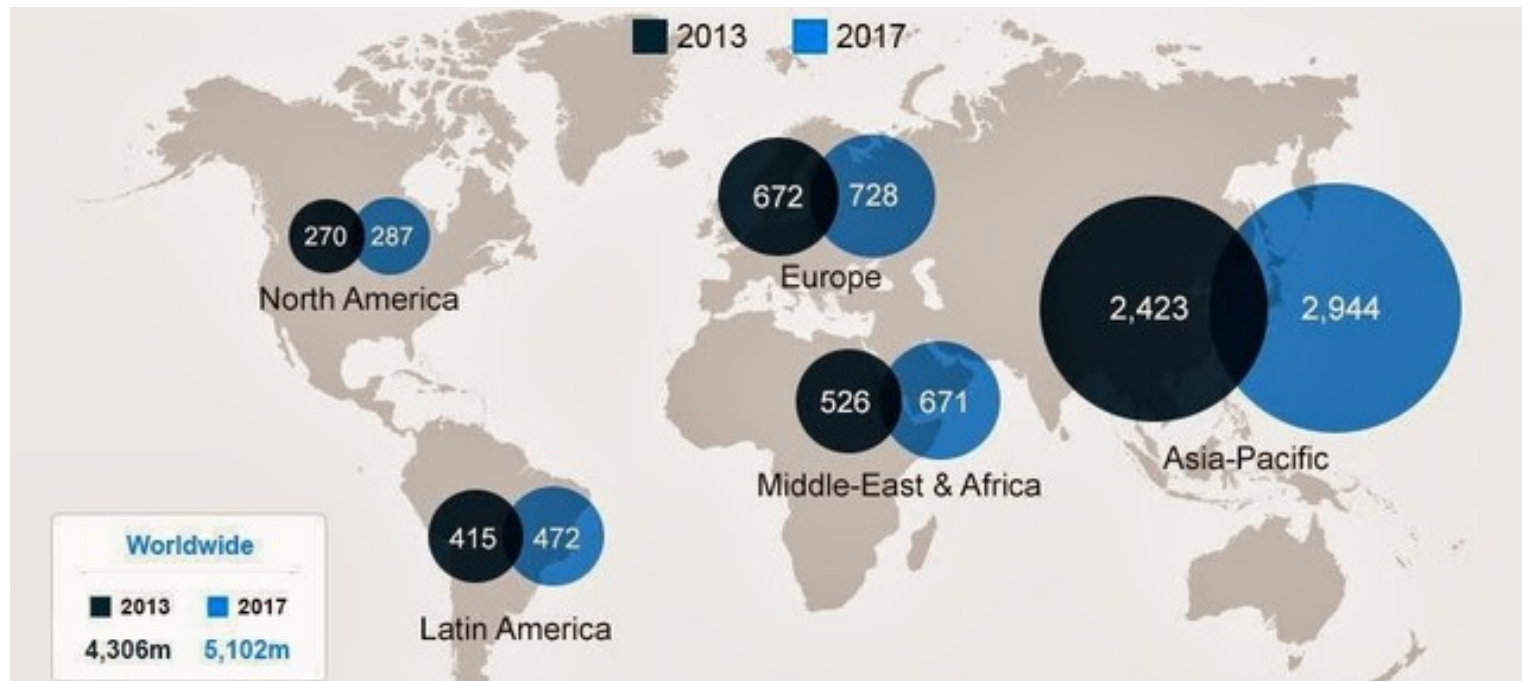 2013 2017
270 287
North America
672 728
Europe
2,423 2,944
Asia-Pacific
526 671
Middle-East & Africa
415 472
Latin America
Worldwide
2013 2017
4,306m 5,102m